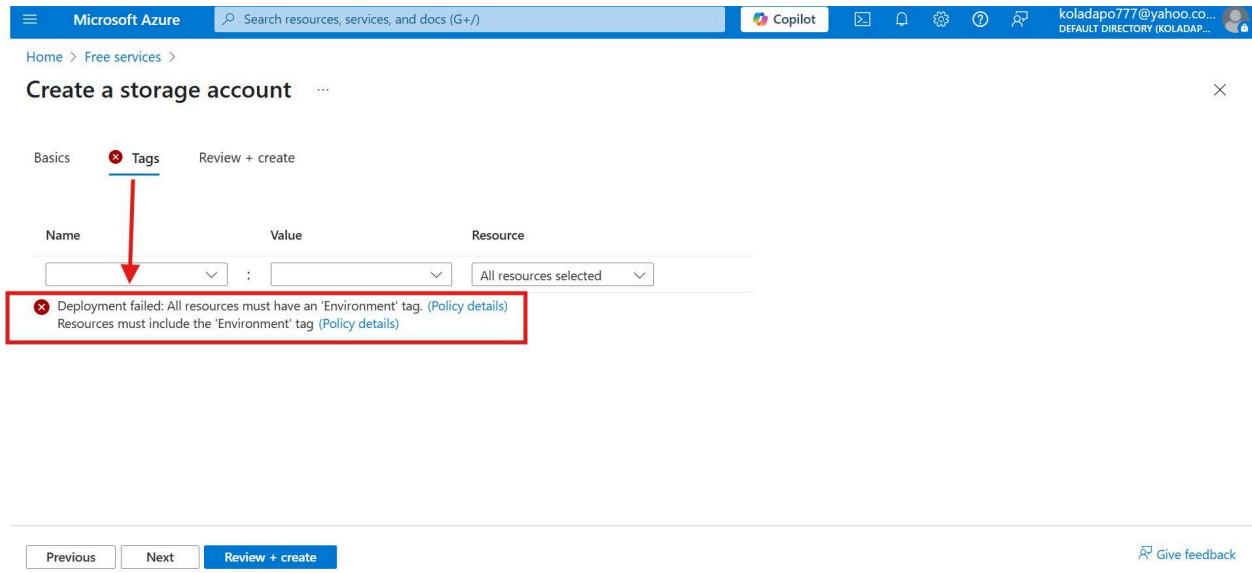 Microsoft Azure
Search resources, services, and docs (G+/)
Copilot
koladapo777@yahoo.co...
DEFAULT DIRECTORY (KOLADAP...
Home > Free services >
Create a storage account ...
Basics Tags Review + create
Name Value Resource
: All resources selected
Deployment failed: All resources must have an 'Environment' tag. (Policy details)
Resources must include the 'Environment' tag (Policy details)
Previous Next Review + create Give feedback